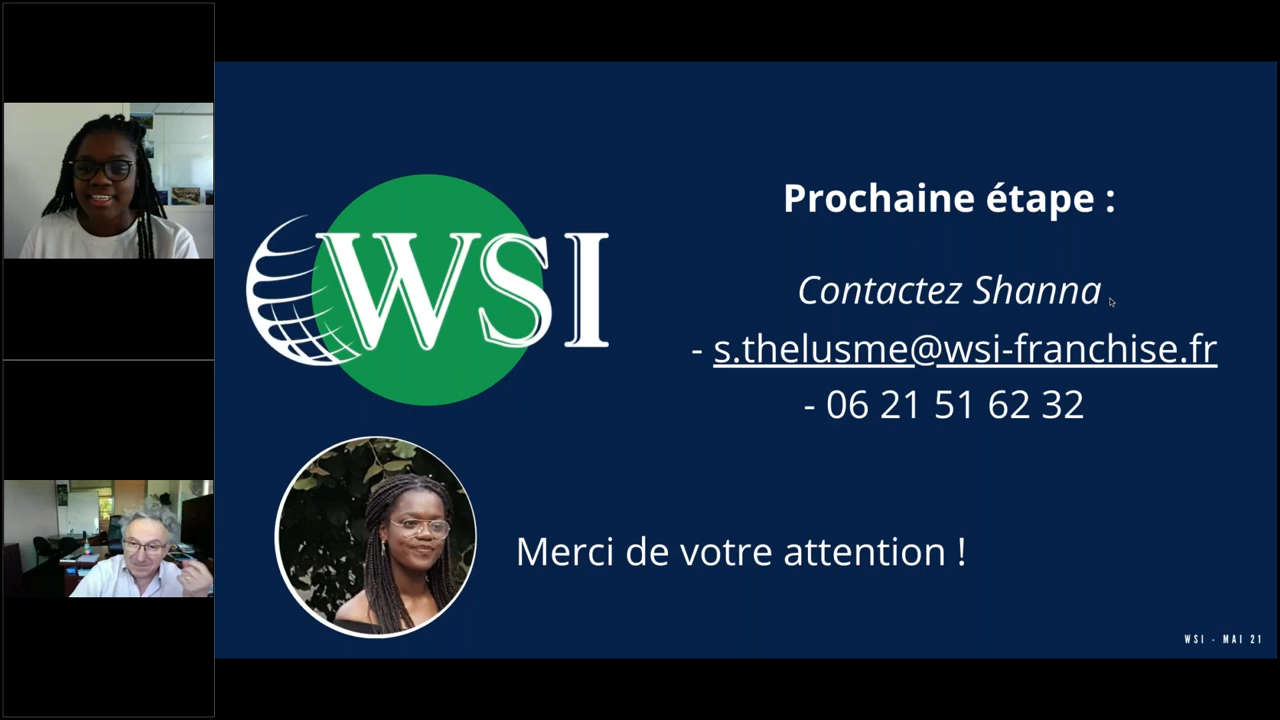 WSI
Prochaine étape :
Contactez Shanna
- s.thelusme@wsi-franchise.fr
- 06 21 51 62 32
Merci de votre attention !
WSI - MAI 21